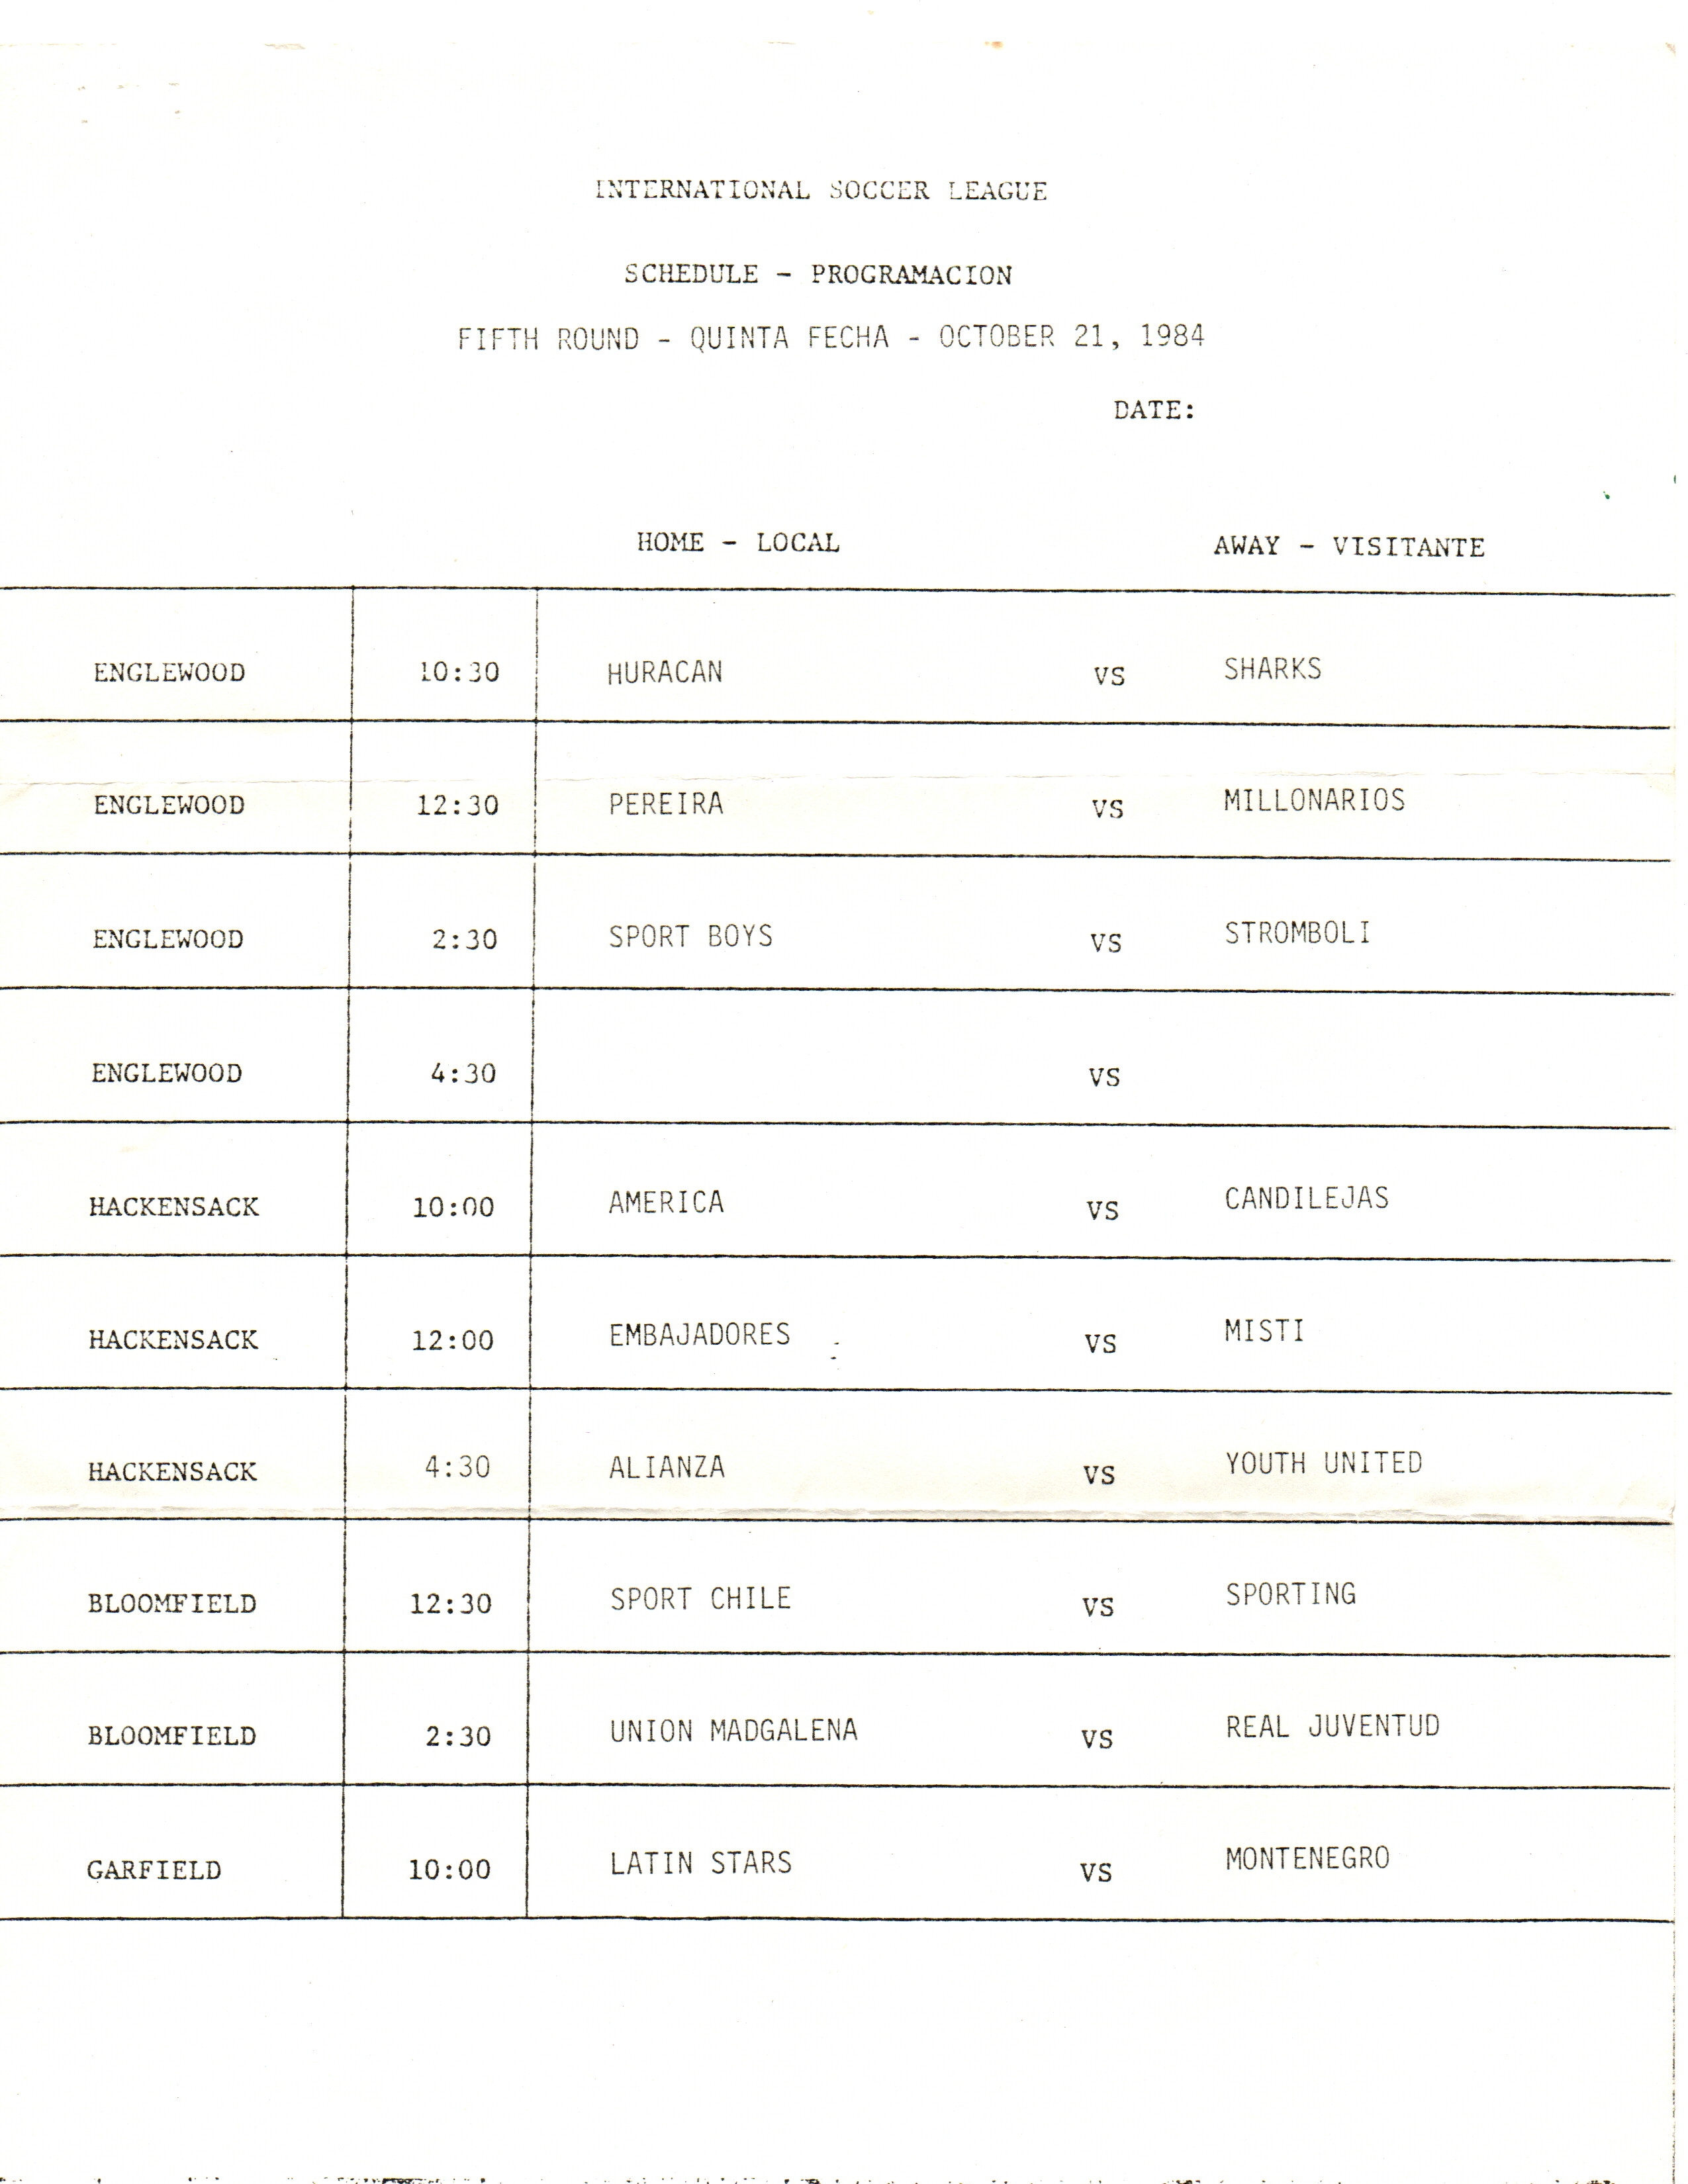 INTERNATIONAL SOCCER LEAGUE
SCHEDULE - PROGRAMACION
FIFTH ROUND - QUINTA FECHA - OCTOBER 21, 1984
DATE:
HOME - LOCAL AWAY - VISITANTE
ENGLEWOOD 10:30 HURACAN VS SHARKS
ENGLEWOOD 12:30 PEREIRA VS MILLONARIOS
ENGLEWOOD 2:30 SPORT BOYS VS STROMBOLI
ENGLEWOOD 4:30 VS
HACKENSACK 10:00 AMERICA VS CANDILEJAS
HACKENSACK 12:00 EMBAJADORES VS MISTI
HACKENSACK 4:30 ALIANZA VS YOUTH UNITED
BLOOMFIELD 12:30 SPORT CHILE VS SPORTING
BLOOMFIELD 2:30 UNION MADGALENA VS REAL JUVENTUD
GARFIELD 10:00 LATIN STARS VS MONTENEGRO